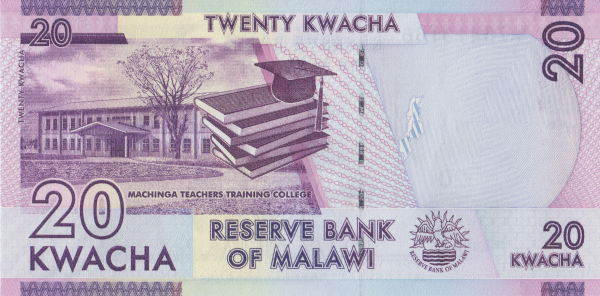 20
TWENTY KWACHA
20
TWENTY KWACHA
MACHINGA TEACHERS TRAINING COLLEGE
20
KWACHA
RESERVE BANK
OF MALAWI
RESERVE BANK OF MALAWI
20
KWACHA